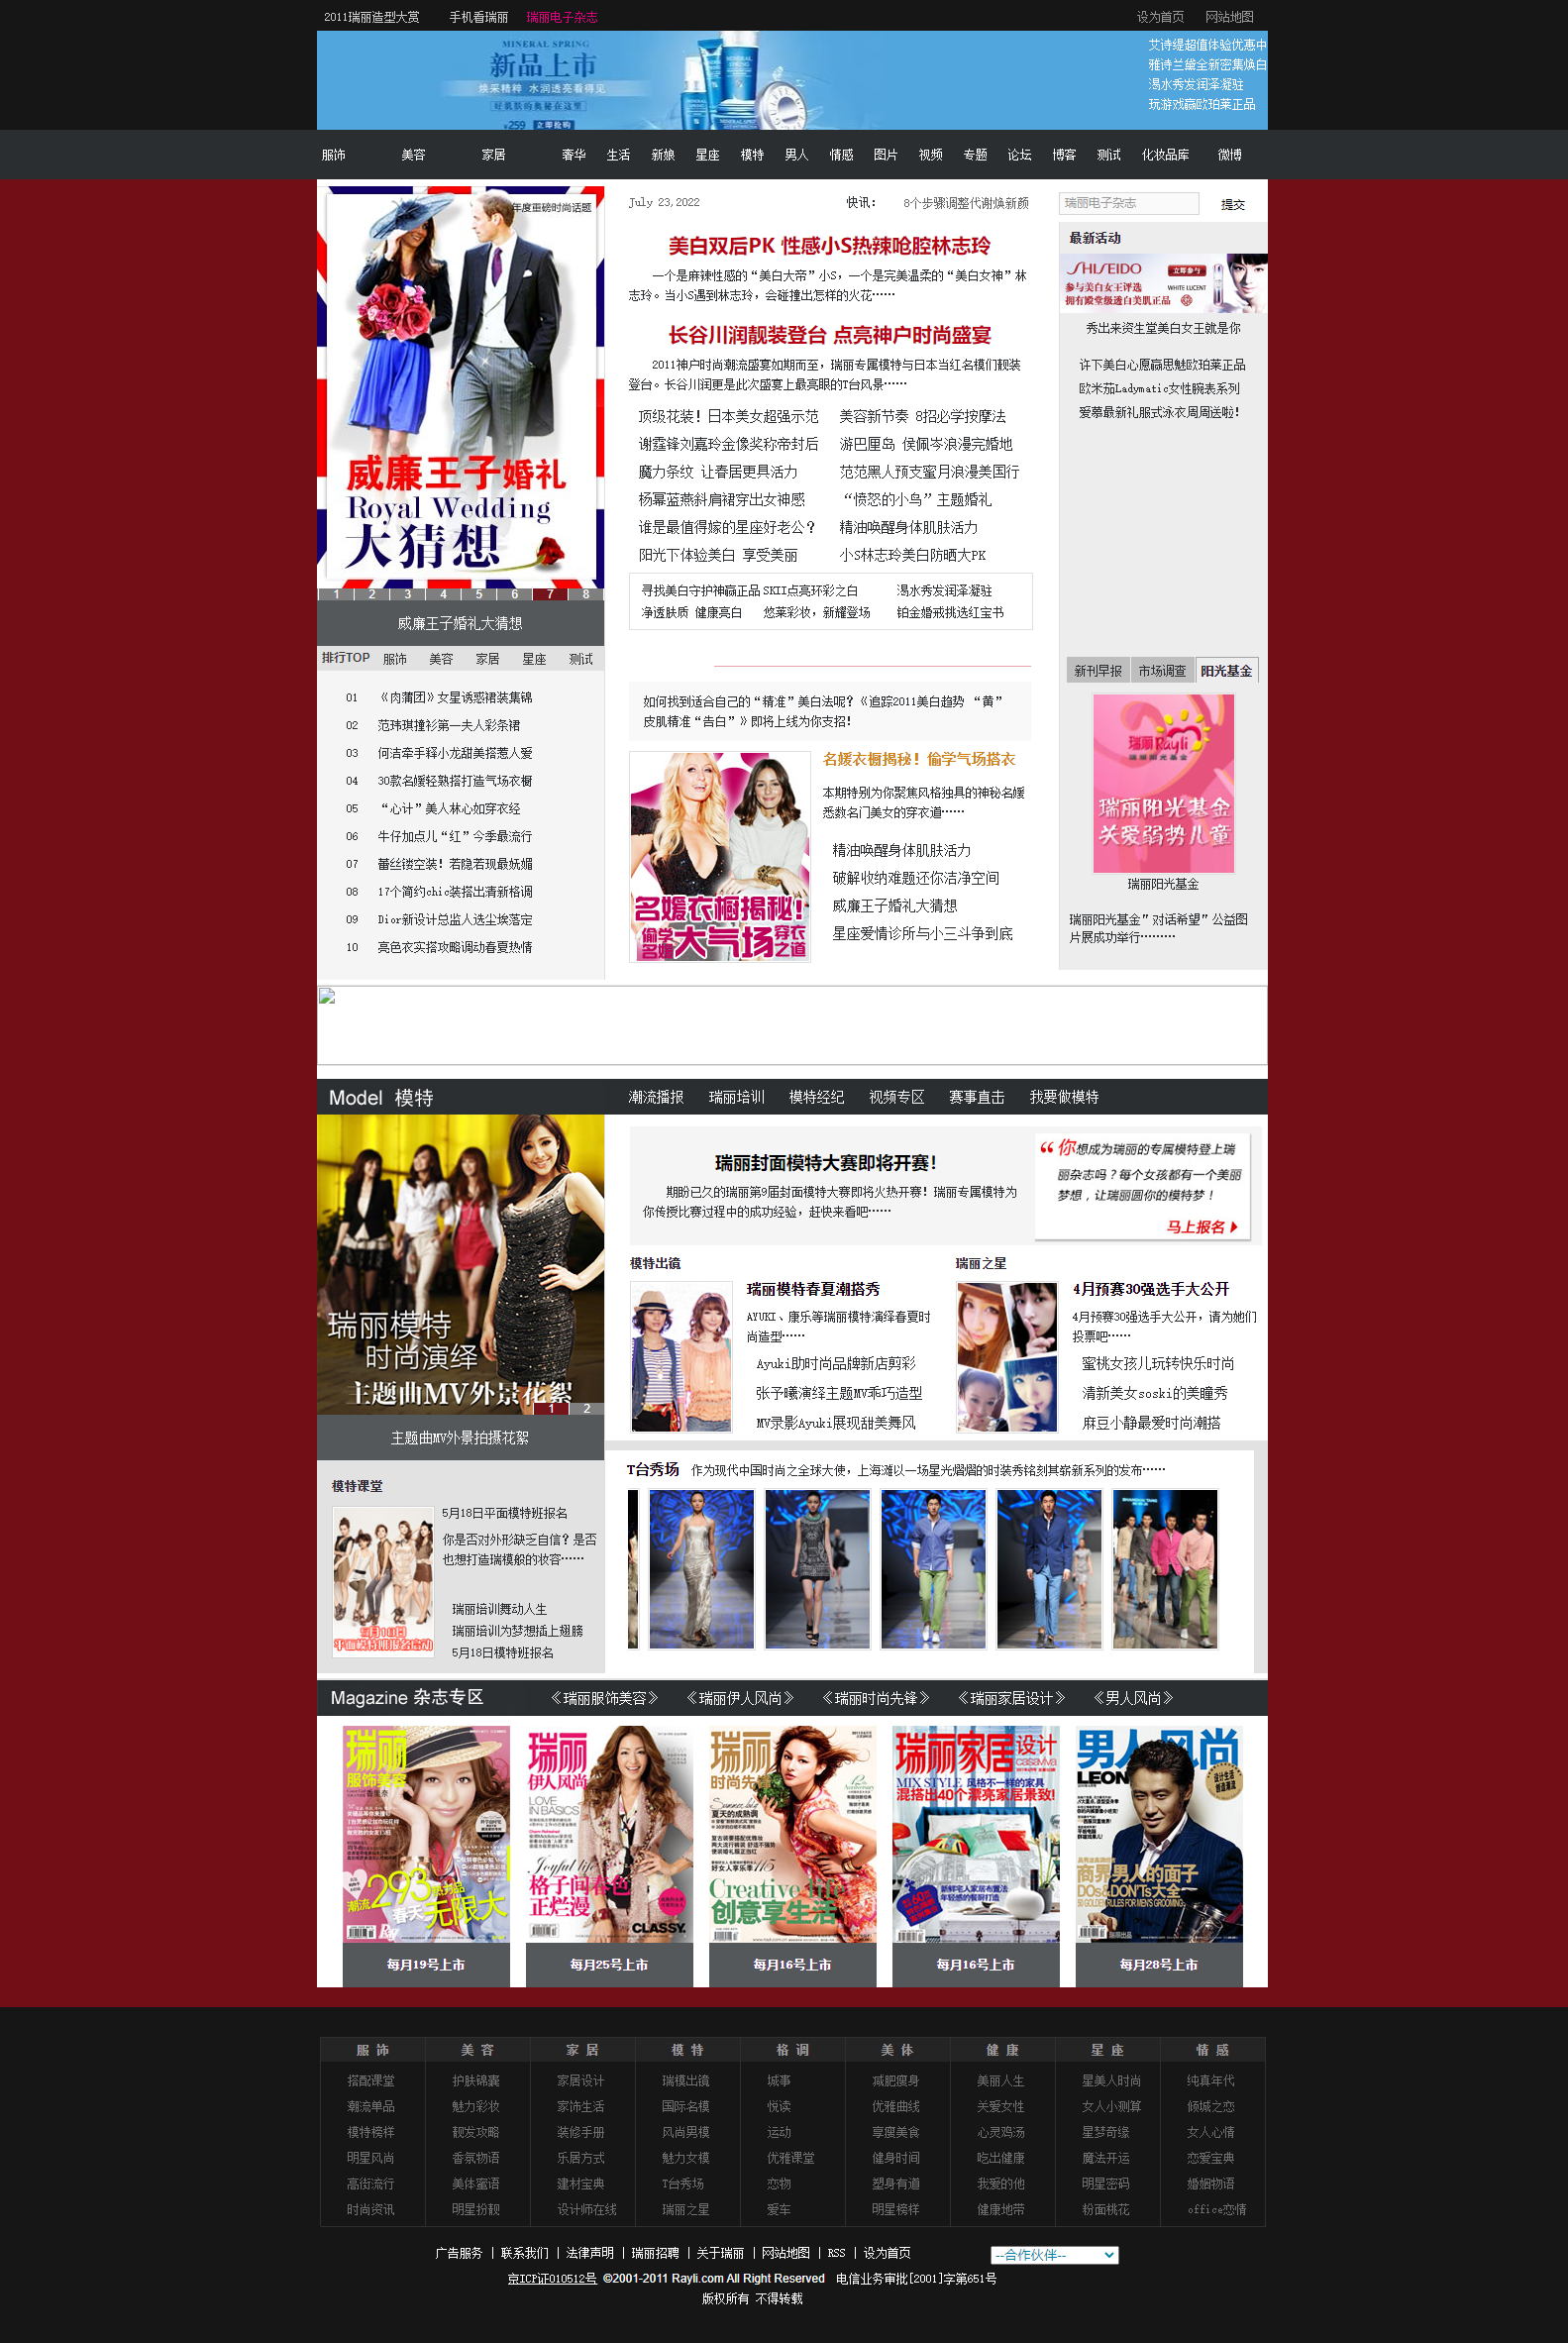 2011瑞丽造型大赏 手机看瑞丽 瑞丽电子杂志 设为首页 网站地图
MINERAL SPRING
新品上市
焕采精粹 水润透亮看得见
好肌肤的奥秘在这里
¥259 立即抢购
艾诗缇超值体验优惠中
雅诗兰黛全新密集焕白
渴水秀发润泽凝驻
玩游戏赢欧珀莱正品
服饰 美容 家居 奢华 生活 新娘 星座 模特 男人 情感 图片 视频 专题 论坛 博客 测试 化妆品库 微博
年度重磅时尚话题
威廉王子婚礼
Royal Wedding
大猜想
1 2 3 4 5 6 7 8
威廉王子婚礼大猜想
排行TOP 服饰 美容 家居 星座 测试
01 《肉蒲团》女星诱惑裙装集锦
02 范玮琪撞衫第一夫人彩条裙
03 何洁牵手释小龙甜美搭惹人爱
04 30款名媛轻熟搭打造气场衣橱
05 “心计”美人林心如穿衣经
06 牛仔加点儿“红”今季最流行
07 蕾丝镂空装！若隐若现最妩媚
08 17个简约chic装搭出清新格调
09 Dior新设计总监人选尘埃落定
10 亮色衣实搭攻略调动春夏热情
July 23,2022 快讯： 8个步骤调整代谢焕新颜
美白双后PK 性感小S热辣呛腔林志玲
一个是麻辣性感的“美白大帝”小S，一个是完美温柔的“美白女神”林
志玲。当小S遇到林志玲，会碰撞出怎样的火花……
长谷川润靓装登台 点亮神户时尚盛宴
2011神户时尚潮流盛宴如期而至，瑞丽专属模特与日本当红名模们靓装
登台。长谷川润更是此次盛宴上最亮眼的T台风景……
顶级花装！日本美女超强示范 美容新节奏 8招必学按摩法
谢霆锋刘嘉玲金像奖称帝封后 游巴厘岛 侯佩岑浪漫完婚地
魔力条纹 让春居更具活力 范范黑人预支蜜月浪漫美国行
杨幂蓝燕斜肩裙穿出女神感 “愤怒的小鸟”主题婚礼
谁是最值得嫁的星座好老公？ 精油唤醒身体肌肤活力
阳光下体验美白 享受美丽 小S林志玲美白防晒大PK
寻找美白守护神赢正品 SKII点亮环彩之白 渴水秀发润泽凝驻
净透肤质 健康亮白 悠莱彩妆，新耀登场 铂金婚戒挑选红宝书
如何找到适合自己的“精准”美白法呢？《追踪2011美白趋势 “黄”
皮肌精准“告白”》即将上线为你支招！
名媛衣橱揭秘!
偷学名媛大气场穿衣之道
名媛衣橱揭秘！偷学气场搭衣
本期特别为你聚焦风格独具的神秘名媛
悉数名门美女的穿衣道……
精油唤醒身体肌肤活力
破解收纳难题还你洁净空间
威廉王子婚礼大猜想
星座爱情诊所与小三斗争到底
瑞丽电子杂志 提交
最新活动
SHISEIDO 立即参与
参与美白女王评选 WHITE LUCENT
拥有殿堂级透白美肌正品
秀出来资生堂美白女王就是你
许下美白心愿赢思魅欧珀莱正品
欧米茄Ladymatic女性腕表系列
爱慕最新礼服式泳衣周周送啦！
新刊早报 市场调查 阳光基金
瑞丽Rayli
瑞丽阳光基金
瑞丽阳光基金
关爱弱势儿童
瑞丽阳光基金
瑞丽阳光基金”对话希望”公益图
片展成功举行………
Model 模特 潮流播报 瑞丽培训 模特经纪 视频专区 赛事直击 我要做模特
瑞丽模特
时尚演绎
主题曲MV外景花絮
1 2
主题曲MV外景拍摄花絮
模特课堂
5月18日
平面模特班报名启动
5月18日平面模特班报名
你是否对外形缺乏自信？是否
也想打造瑞模般的妆容……
瑞丽培训舞动人生
瑞丽培训为梦想插上翅膀
5月18日模特班报名
瑞丽封面模特大赛即将开赛！
期盼已久的瑞丽第9届封面模特大赛即将火热开赛！瑞丽专属模特为
你传授比赛过程中的成功经验，赶快来看吧……
“你想成为瑞丽的专属模特登上瑞
丽杂志吗？每个女孩都有一个美丽
梦想，让瑞丽圆你的模特梦！
马上报名
模特出镜
瑞丽模特春夏潮搭秀
AYUKI、康乐等瑞丽模特演绎春夏时
尚造型……
Ayuki助时尚品牌新店剪彩
张予曦演绎主题MV乖巧造型
MV录影Ayuki展现甜美舞风
瑞丽之星
4月预赛30强选手大公开
4月预赛30强选手大公开，请为她们
投票吧……
蜜桃女孩儿玩转快乐时尚
清新美女soski的美瞳秀
麻豆小静最爱时尚潮搭
T台秀场 作为现代中国时尚之全球大使，上海滩以一场星光熠熠的时装秀铭刻其崭新系列的发布……
SHANGHAI TANG
Magazine 杂志专区 《瑞丽服饰美容》 《瑞丽伊人风尚》 《瑞丽时尚先锋》 《瑞丽家居设计》 《男人风尚》
瑞丽
服饰美容
潮流293热力品
春天无限大
瑞丽
伊人风尚
LOVE
IN BASICS
Joyful life
格子间春色
正烂漫
CLASSY.
瑞丽
时尚先锋
夏天的成熟调
好女人享乐季
Creative life
创意享生活
瑞丽家居设计
casaviva
MIX STYLE 风格不一样的家具
混搭出40个漂亮家居景致!
男人风尚
LEON
商界男人的面子
DOs&DON'Ts大全
50 GOLDEN RULES FOR MEN'S GROOMING
每月19号上市 每月25号上市 每月16号上市 每月16号上市 每月28号上市
服 饰 美 容 家 居 模 特 格 调 美 体 健 康 星 座 情 感
搭配课堂 护肤锦囊 家居设计 瑞模出镜 城事 减肥瘦身 美丽人生 星美人时尚 纯真年代
潮流单品 魅力彩妆 家饰生活 国际名模 悦读 优雅曲线 关爱女性 女人小测算 倾城之恋
模特榜样 靓发攻略 装修手册 风尚男模 运动 享瘦美食 心灵鸡汤 星梦奇缘 女人心情
明星风尚 香氛物语 乐居方式 魅力女模 优雅课堂 健身时间 吃出健康 魔法开运 恋爱宝典
高街流行 美体蜜语 建材宝典 T台秀场 恋物 塑身有道 我爱的他 明星密码 婚姻物语
时尚资讯 明星扮靓 设计师在线 瑞丽之星 爱车 明星榜样 健康地带 粉面桃花 office恋情
广告服务 | 联系我们 | 法律声明 | 瑞丽招聘 | 关于瑞丽 | 网站地图 | RSS | 设为首页 --合作伙伴--
京ICP证010512号 ©2001-2011 Rayli.com All Right Reserved 电信业务审批[2001]字第651号
版权所有 不得转载